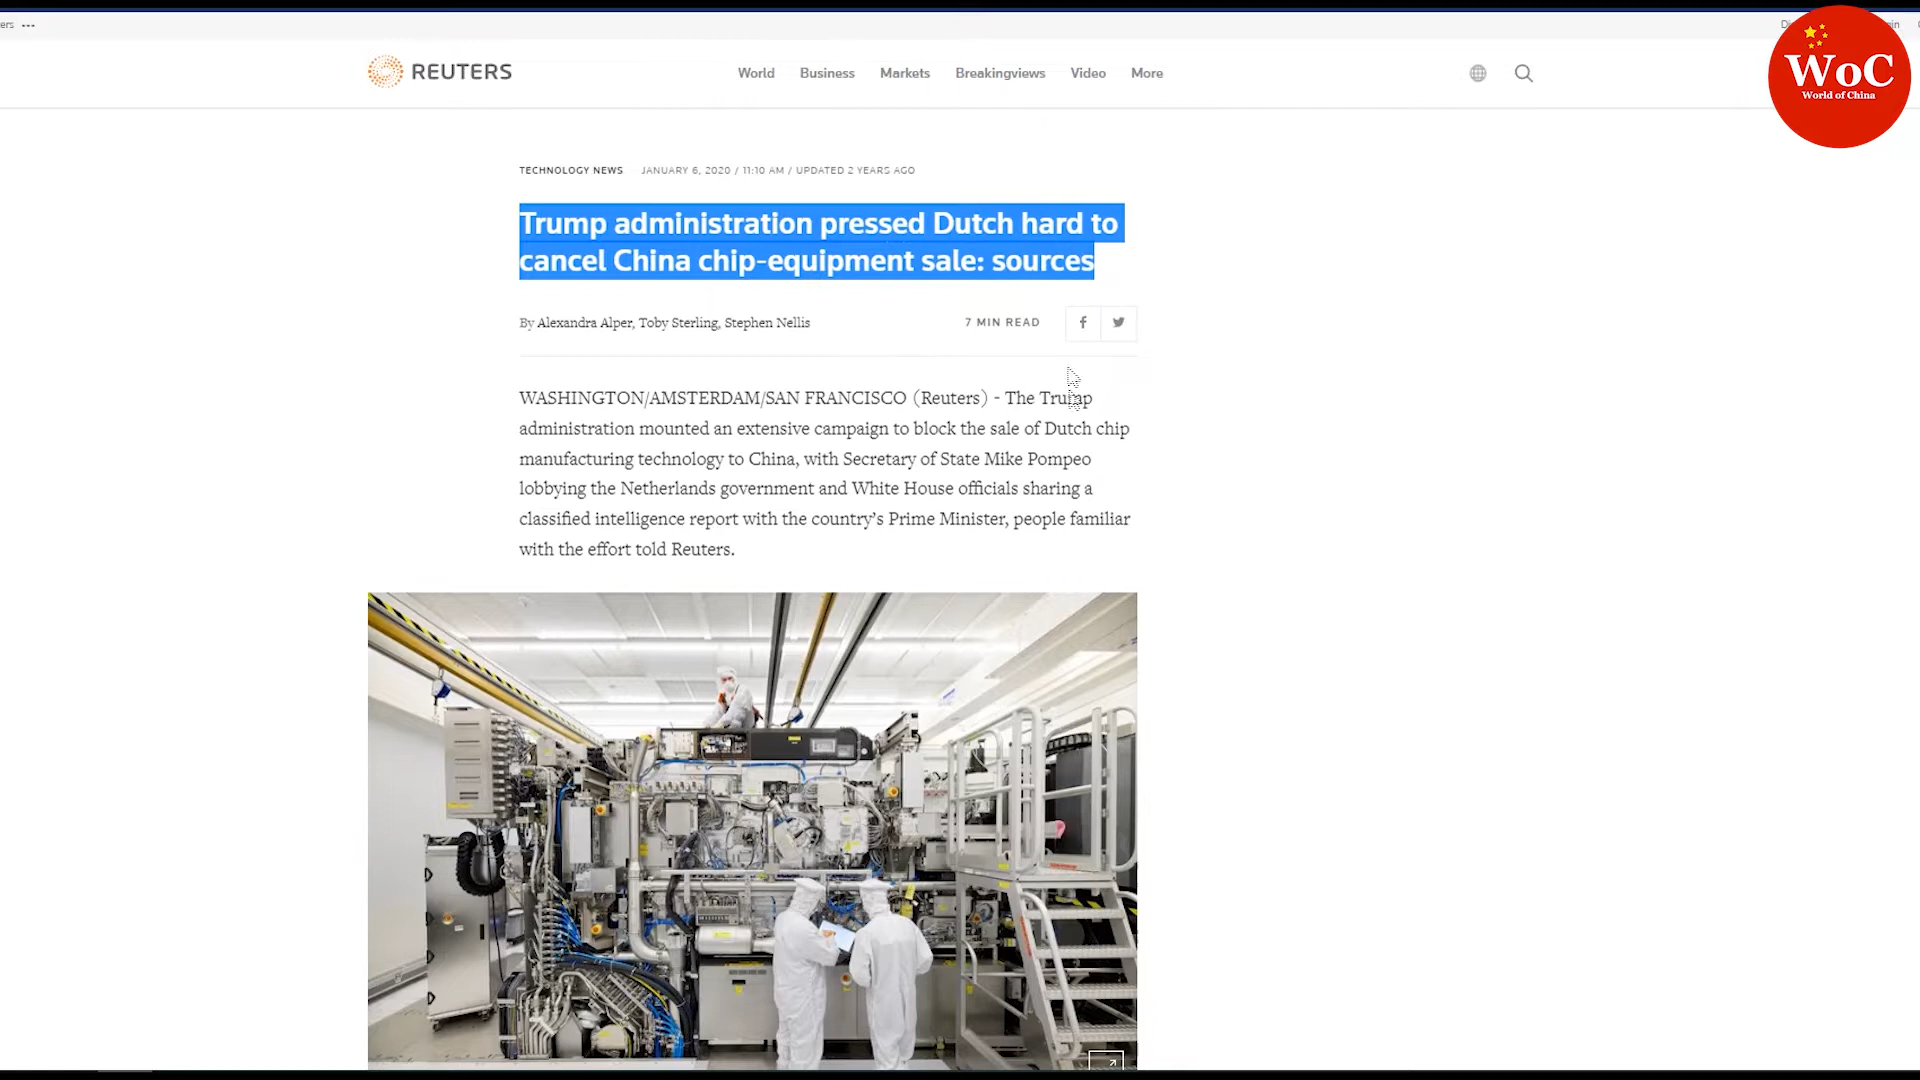 ers ...
WoC
World of China
REUTERS
World Business Markets Breakingviews Video More
TECHNOLOGY NEWS JANUARY 6, 2020 / 11:10 AM / UPDATED 2 YEARS AGO
Trump administration pressed Dutch hard to
cancel China chip-equipment sale: sources
By Alexandra Alper, Toby Sterling, Stephen Nellis 7 MIN READ
WASHINGTON/AMSTERDAM/SAN FRANCISCO (Reuters) - The Trump
administration mounted an extensive campaign to block the sale of Dutch chip
manufacturing technology to China, with Secretary of State Mike Pompeo
lobbying the Netherlands government and White House officials sharing a
classified intelligence report with the country’s Prime Minister, people familiar
with the effort told Reuters.